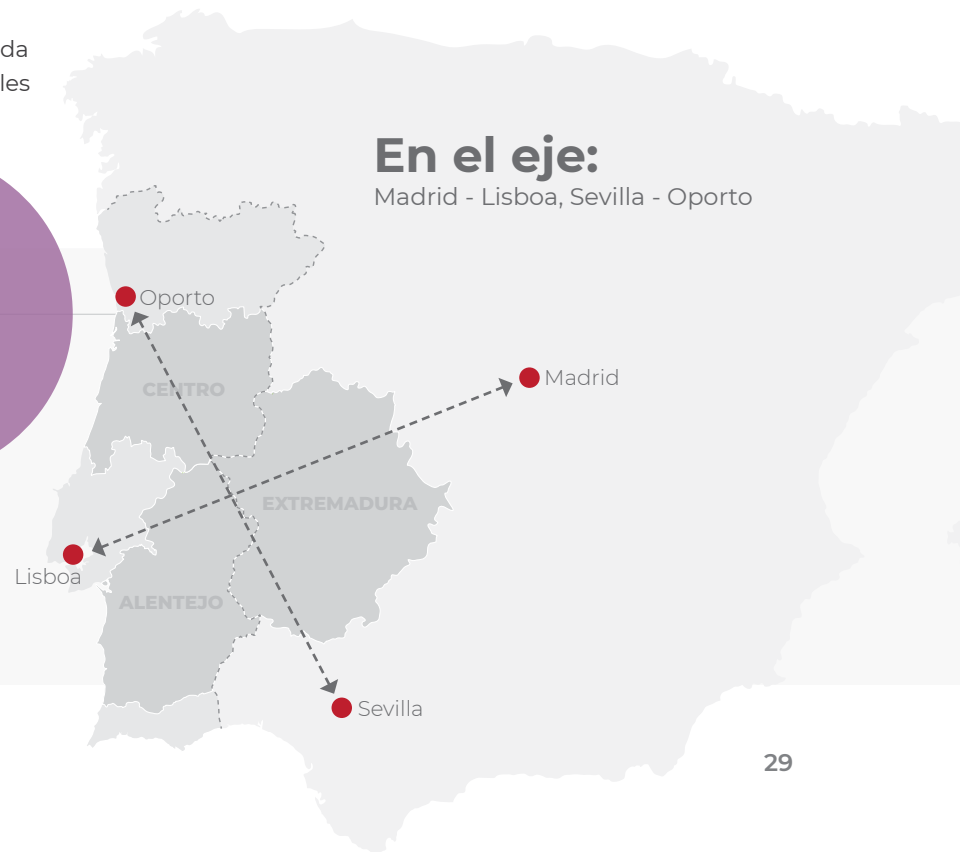 da
les
En el eje:
Madrid - Lisboa, Sevilla - Oporto
Oporto
Madrid
CENTRO
EXTREMADURA
Lisboa
ALENTEJO
Sevilla
29